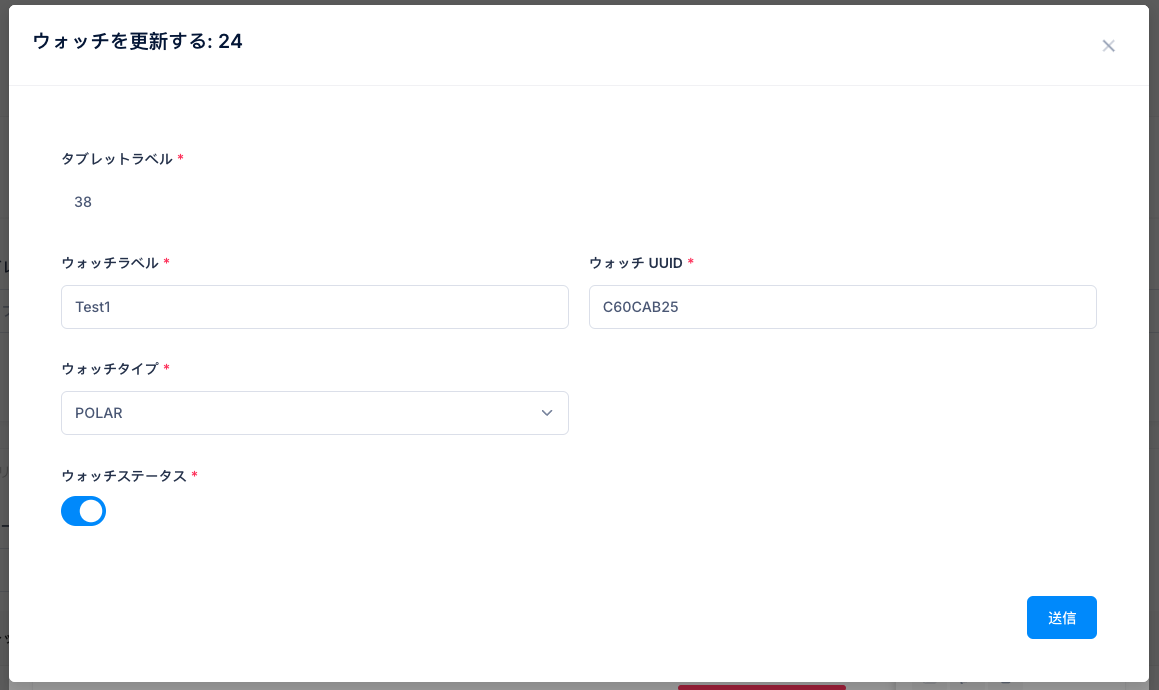 ウォッチを更新する: 24
タブレットラベル *
38
ウォッチラベル *
ウォッチ UUID *
Test1
C60CAB25
ウォッチタイプ *
POLAR
ウォッチステータス *
送信